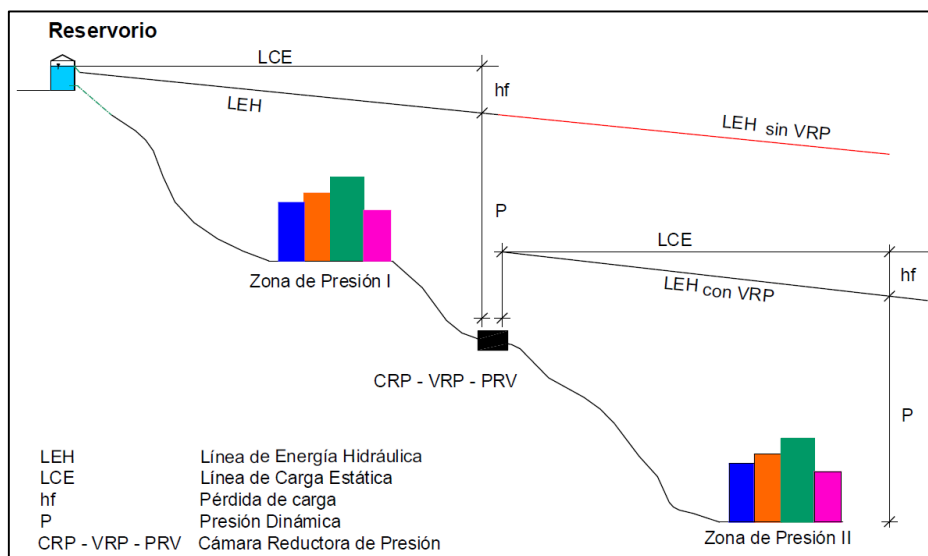 Reservorio
LCE
hf
LEH
LEH sin VRP
P
LCE
Zona de Presión I
hf
LEH con VRP
CRP - VRP - PRV
P
LEH Línea de Energía Hidráulica
LCE Línea de Carga Estática
hf Pérdida de carga
P Presión Dinámica
CRP - VRP - PRV Cámara Reductora de Presión
Zona de Presión II